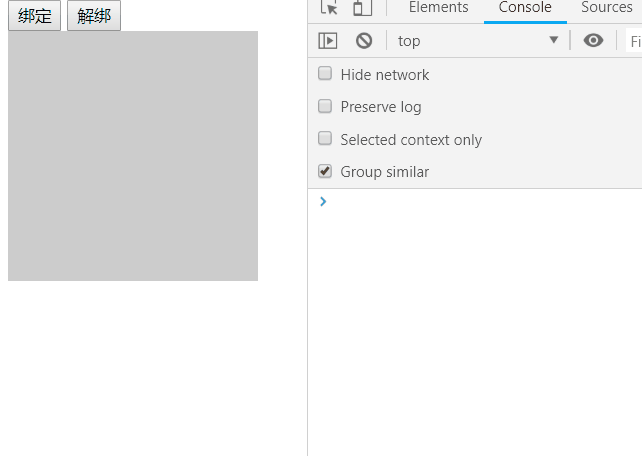 绑定 解绑
Elements Console Sources
top Fi
Hide network
Preserve log
Selected context only
Group similar